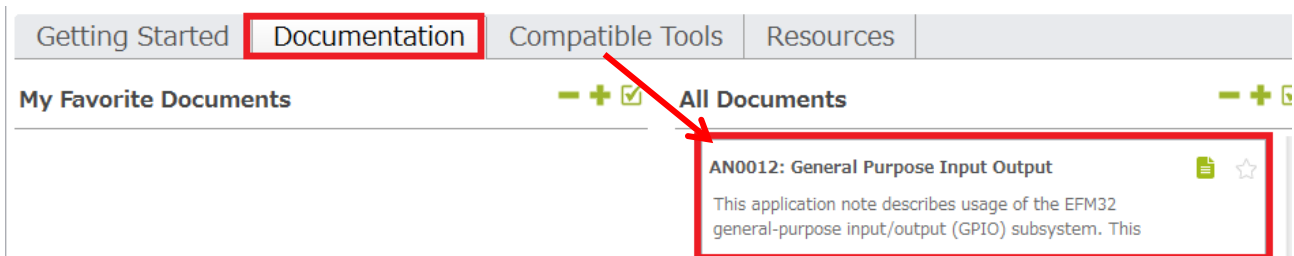 Getting Started Documentation Compatible Tools Resources
My Favorite Documents
All Documents
AN0012: General Purpose Input Output
This application note describes usage of the EFM32
general-purpose input/output (GPIO) subsystem. This